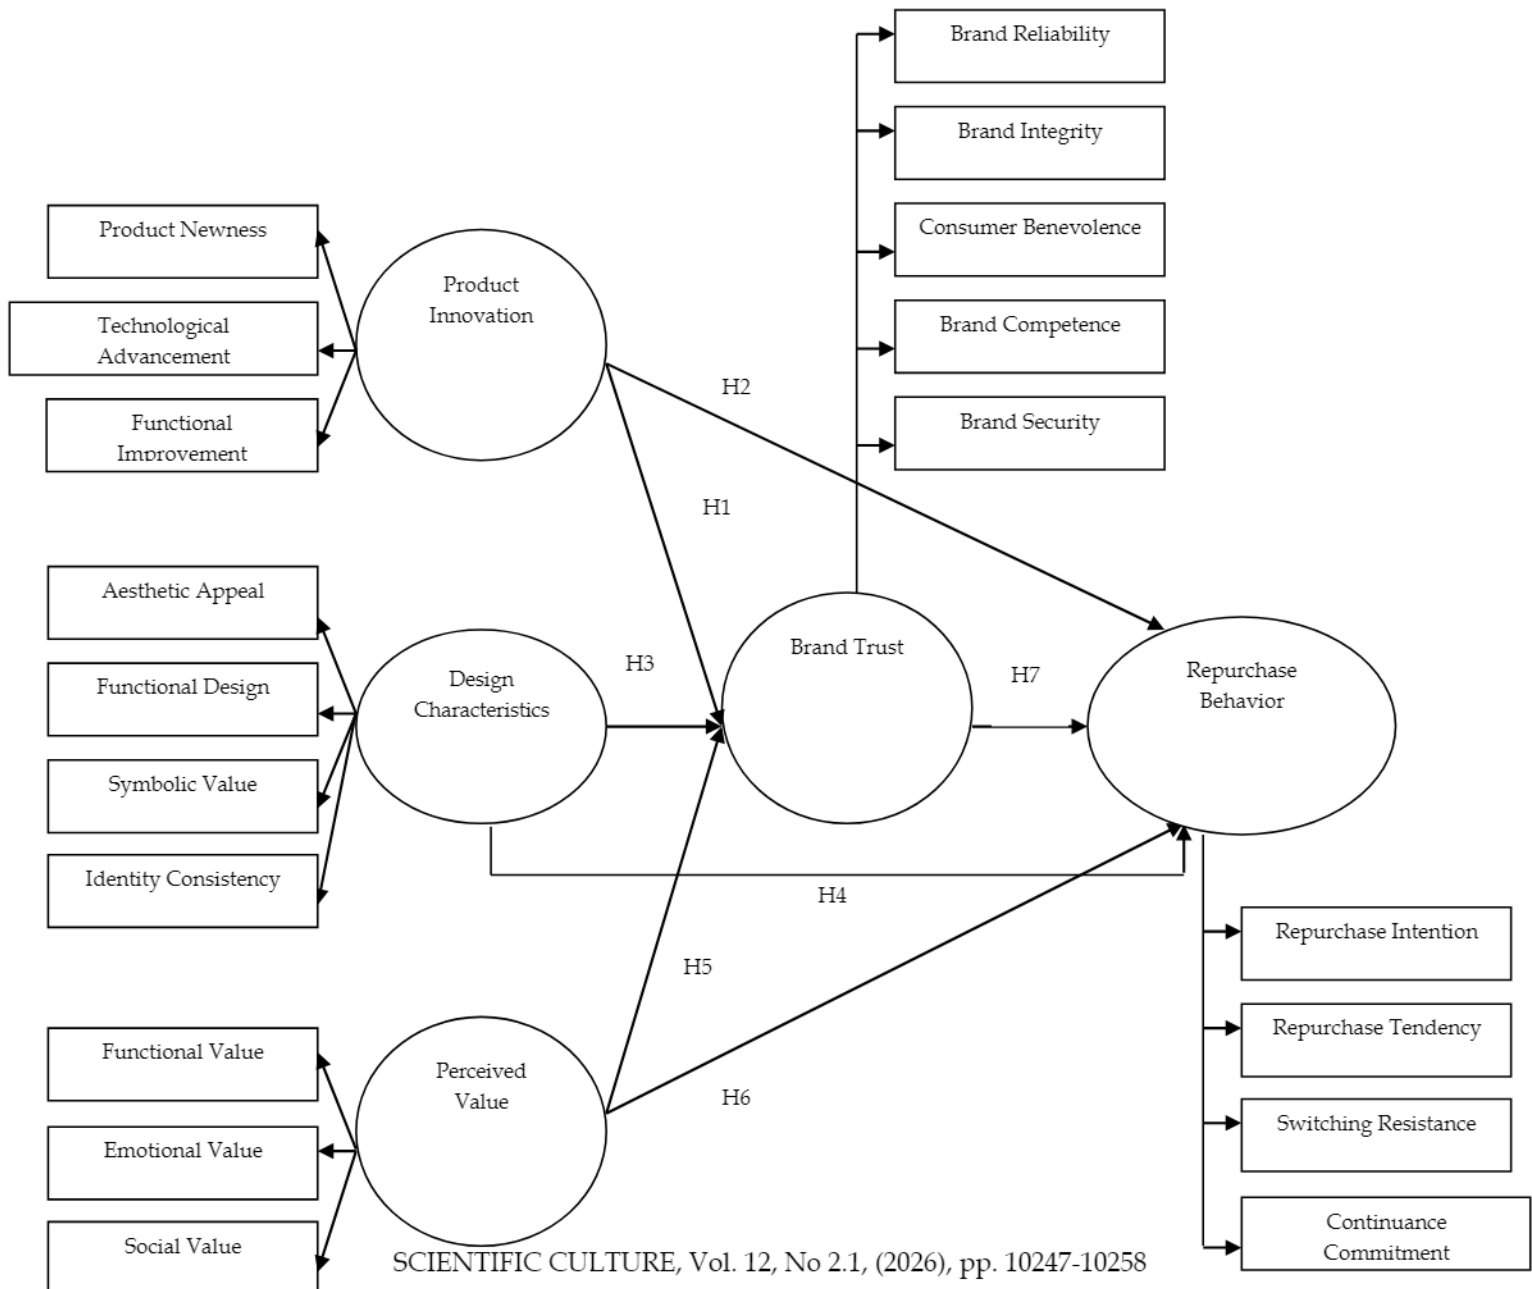 Brand Reliability
Brand Integrity
Consumer Benevolence
Brand Competence
Brand Security
Product Newness
Technological
Advancement
Functional
Improvement
Product
Innovation
H2
H1
Aesthetic Appeal
Functional Design
Symbolic Value
Identity Consistency
Design
Characteristics
H3
Brand Trust
H7
Repurchase
Behavior
H4
H5
H6
Functional Value
Emotional Value
Social Value
Perceived
Value
Repurchase Intention
Repurchase Tendency
Switching Resistance
Continuance
Commitment
SCIENTIFIC CULTURE, Vol. 12, No 2.1, (2026), pp. 10247-10258